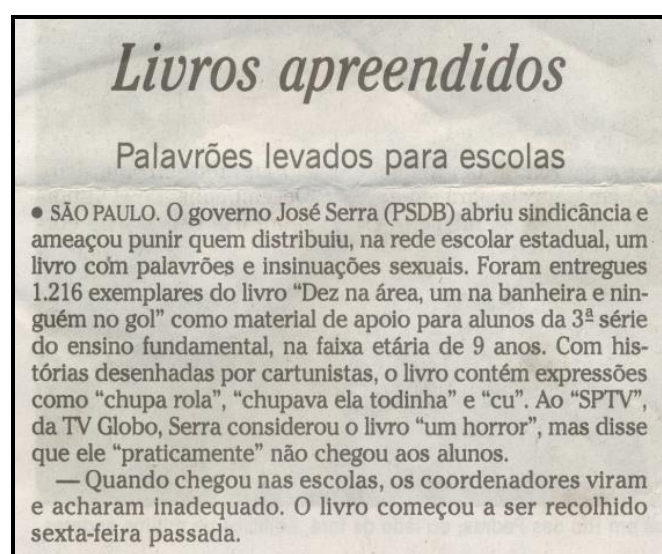 Livros apreendidos
Palavrões levados para escolas
• SÃO PAULO. O governo José Serra (PSDB) abriu sindicância e
ameaçou punir quem distribuiu, na rede escolar estadual, um
livro com palavrões e insinuações sexuais. Foram entregues
1.216 exemplares do livro “Dez na área, um na banheira e nin-
guém no gol” como material de apoio para alunos da 3ª série
do ensino fundamental, na faixa etária de 9 anos. Com his-
tórias desenhadas por cartunistas, o livro contém expressões
como “chupa rola”, “chupava ela todinha” e “cu”. Ao “SPTV”,
da TV Globo, Serra considerou o livro “um horror”, mas disse
que ele “praticamente” não chegou aos alunos.
— Quando chegou nas escolas, os coordenadores viram
e acharam inadequado. O livro começou a ser recolhido
sexta-feira passada.